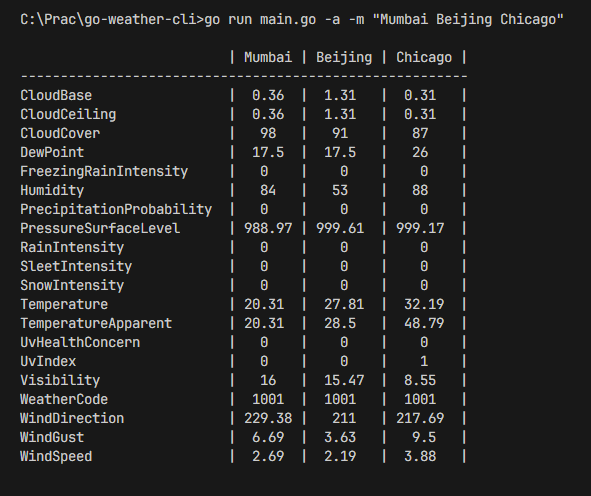 C:\Prac\go-weather-cli>go run main.go -a -m "Mumbai Beijing Chicago"
| Mumbai | Beijing | Chicago |
--------------------------------------------------------
CloudBase | 0.36 | 1.31 | 0.31 |
CloudCeiling | 0.36 | 1.31 | 0.31 |
CloudCover | 98 | 91 | 87 |
DewPoint | 17.5 | 17.5 | 26 |
FreezingRainIntensity | 0 | 0 | 0 |
Humidity | 84 | 53 | 88 |
PrecipitationProbability | 0 | 0 | 0 |
PressureSurfaceLevel | 988.97 | 999.61 | 999.17 |
RainIntensity | 0 | 0 | 0 |
SleetIntensity | 0 | 0 | 0 |
SnowIntensity | 0 | 0 | 0 |
Temperature | 20.31 | 27.81 | 32.19 |
TemperatureApparent | 20.31 | 28.5 | 48.79 |
UvHealthConcern | 0 | 0 | 0 |
UvIndex | 0 | 0 | 1 |
Visibility | 16 | 15.47 | 8.55 |
WeatherCode | 1001 | 1001 | 1001 |
WindDirection | 229.38 | 211 | 217.69 |
WindGust | 6.69 | 3.63 | 9.5 |
WindSpeed | 2.69 | 2.19 | 3.88 |